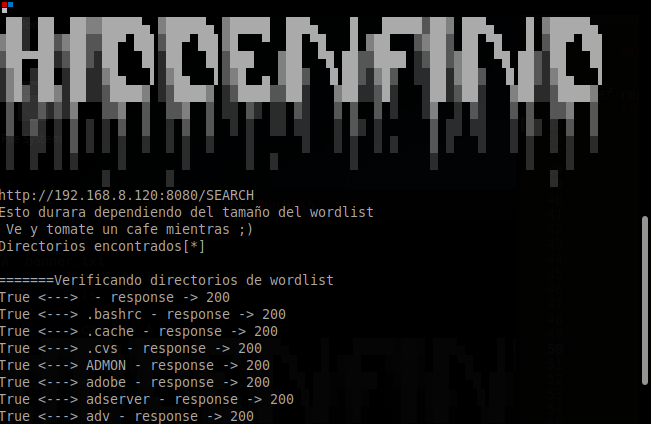 HIDDENFIND
http://192.168.8.120:8080/SEARCH
Esto durara dependiendo del tamaño del wordlist
Ve y tomate un cafe mientras ;)
Directorios encontrados[*]
=======Verificando directorios de wordlist
True <---> - response -> 200
True <---> .bashrc - response -> 200
True <---> .cache - response -> 200
True <---> .cvs - response -> 200
True <---> ADMON - response -> 200
True <---> adobe - response -> 200
True <---> adserver - response -> 200
True <---> adv - response -> 200